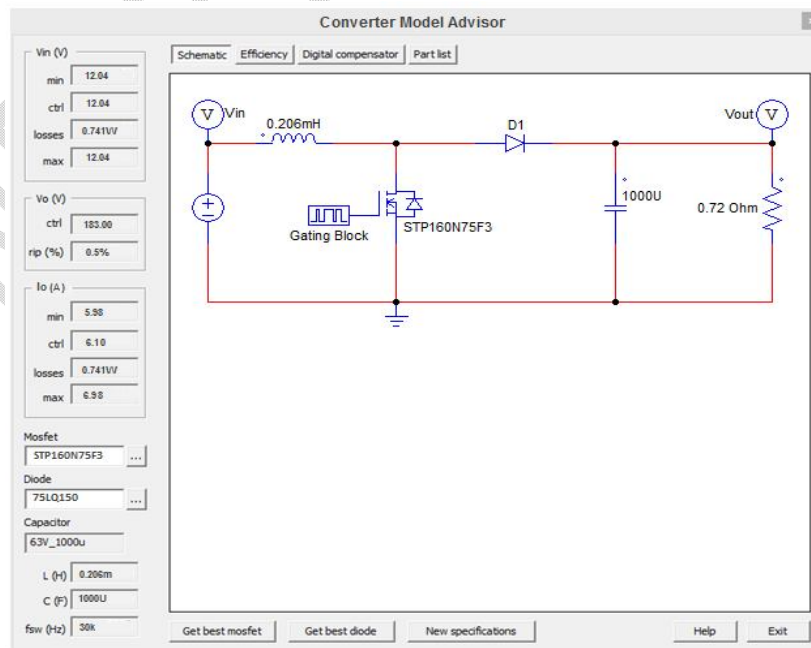 Converter Model Advisor
Vin (V)
min 12.04
ctrl 12.04
losses 0.741W
max 12.04
Vo (V)
ctrl 183.00
rip (%) 0.5%
Io (A)
min 5.98
ctrl 6.10
losses 0.741W
max 6.98
Mosfet
STP160N75F3 ...
Diode
75LQ150 ...
Capacitor
63V_1000u
L (H) 0.206m
C (F) 1000U
fsw (Hz) 30k
Schematic Efficiency Digital compensator Part list
V Vin
0.206mH
D1
Vout V
Gating Block
STP160N75F3
1000U
0.72 Ohm
Get best mosfet Get best diode New specifications Help Exit